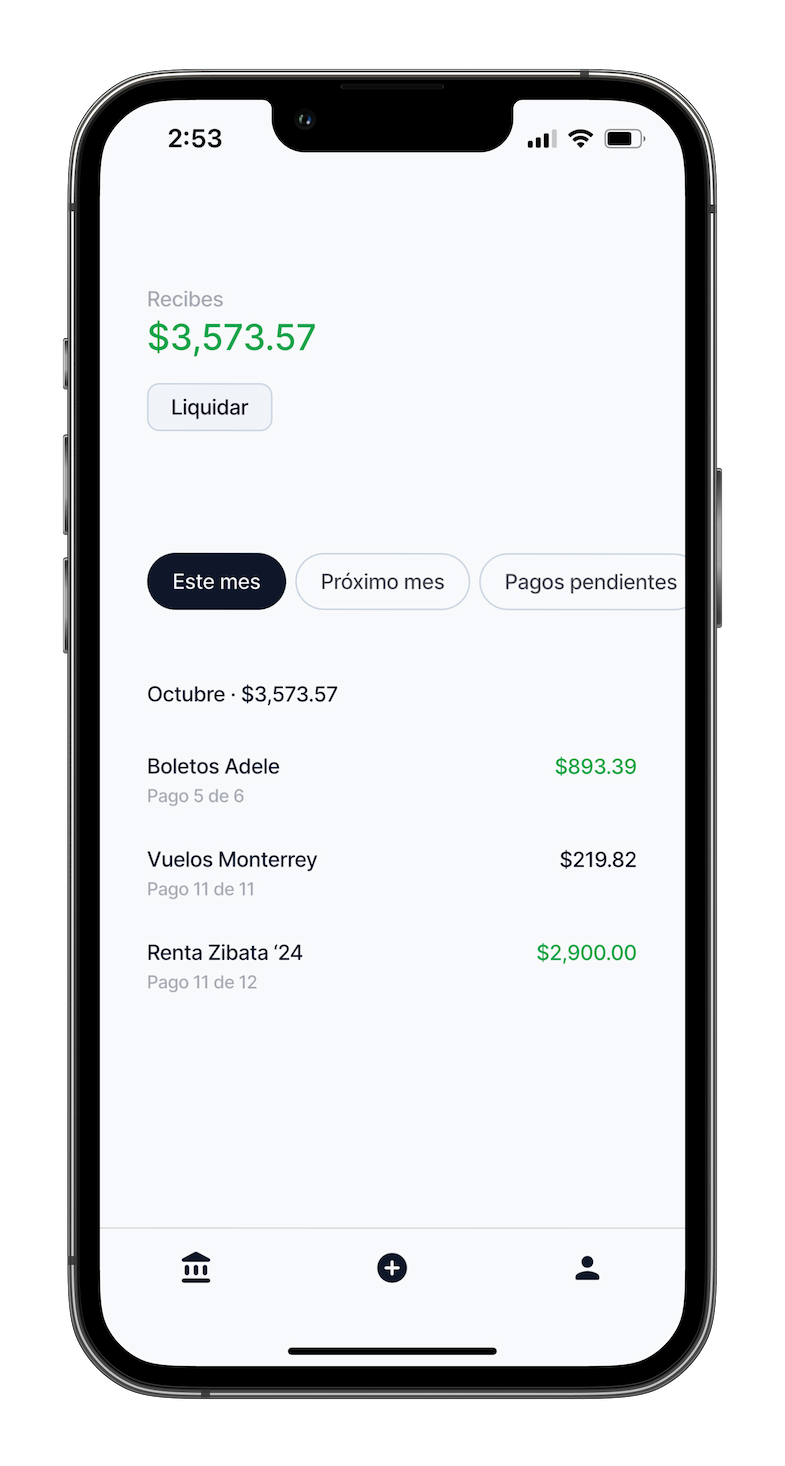 2:53
Recibes
$3,573.57
Liquidar
Este mes Próximo mes Pagos pendientes
Octubre · $3,573.57
Boletos Adele $893.39
Pago 5 de 6
Vuelos Monterrey $219.82
Pago 11 de 11
Renta Zibata ‘24 $2,900.00
Pago 11 de 12